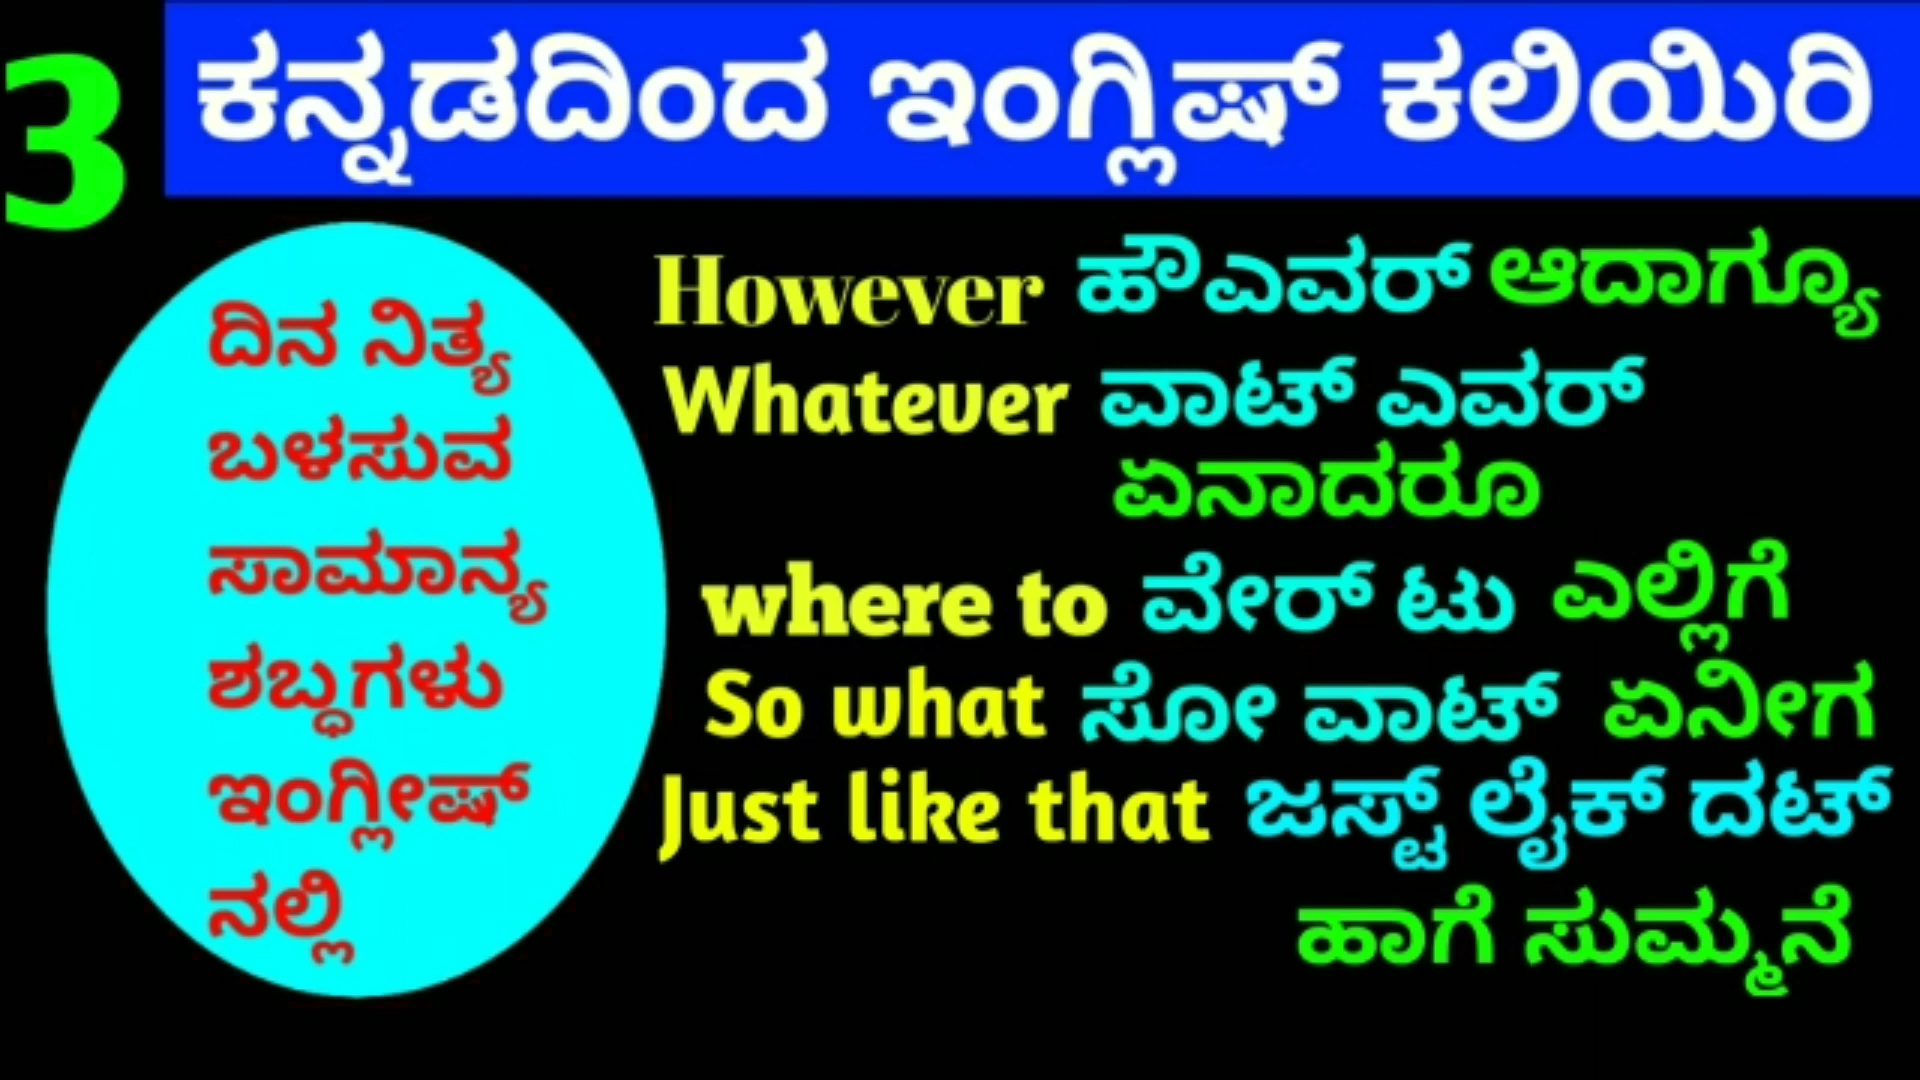 3
ಕನ್ನಡದಿಂದ ಇಂಗ್ಲಿಷ್ ಕಲಿಯಿರಿ
ದಿನ ನಿತ್ಯ
ಬಳಸುವ
ಸಾಮಾನ್ಯ
ಶಬ್ಧಗಳು
ಇಂಗ್ಲೀಷ್
ನಲ್ಲಿ
However ಹೌಎವರ್ ಆದಾಗ್ಯೂ
Whatever ವಾಟ್ ಎವರ್
ಏನಾದರೂ
where to ವೇರ್ ಟು ಎಲ್ಲಿಗೆ
So what ಸೋ ವಾಟ್ ಏನೀಗ
Just like that ಜಸ್ಟ್ ಲೈಕ್ ದಟ್
ಹಾಗೆ ಸುಮ್ಮನೆ